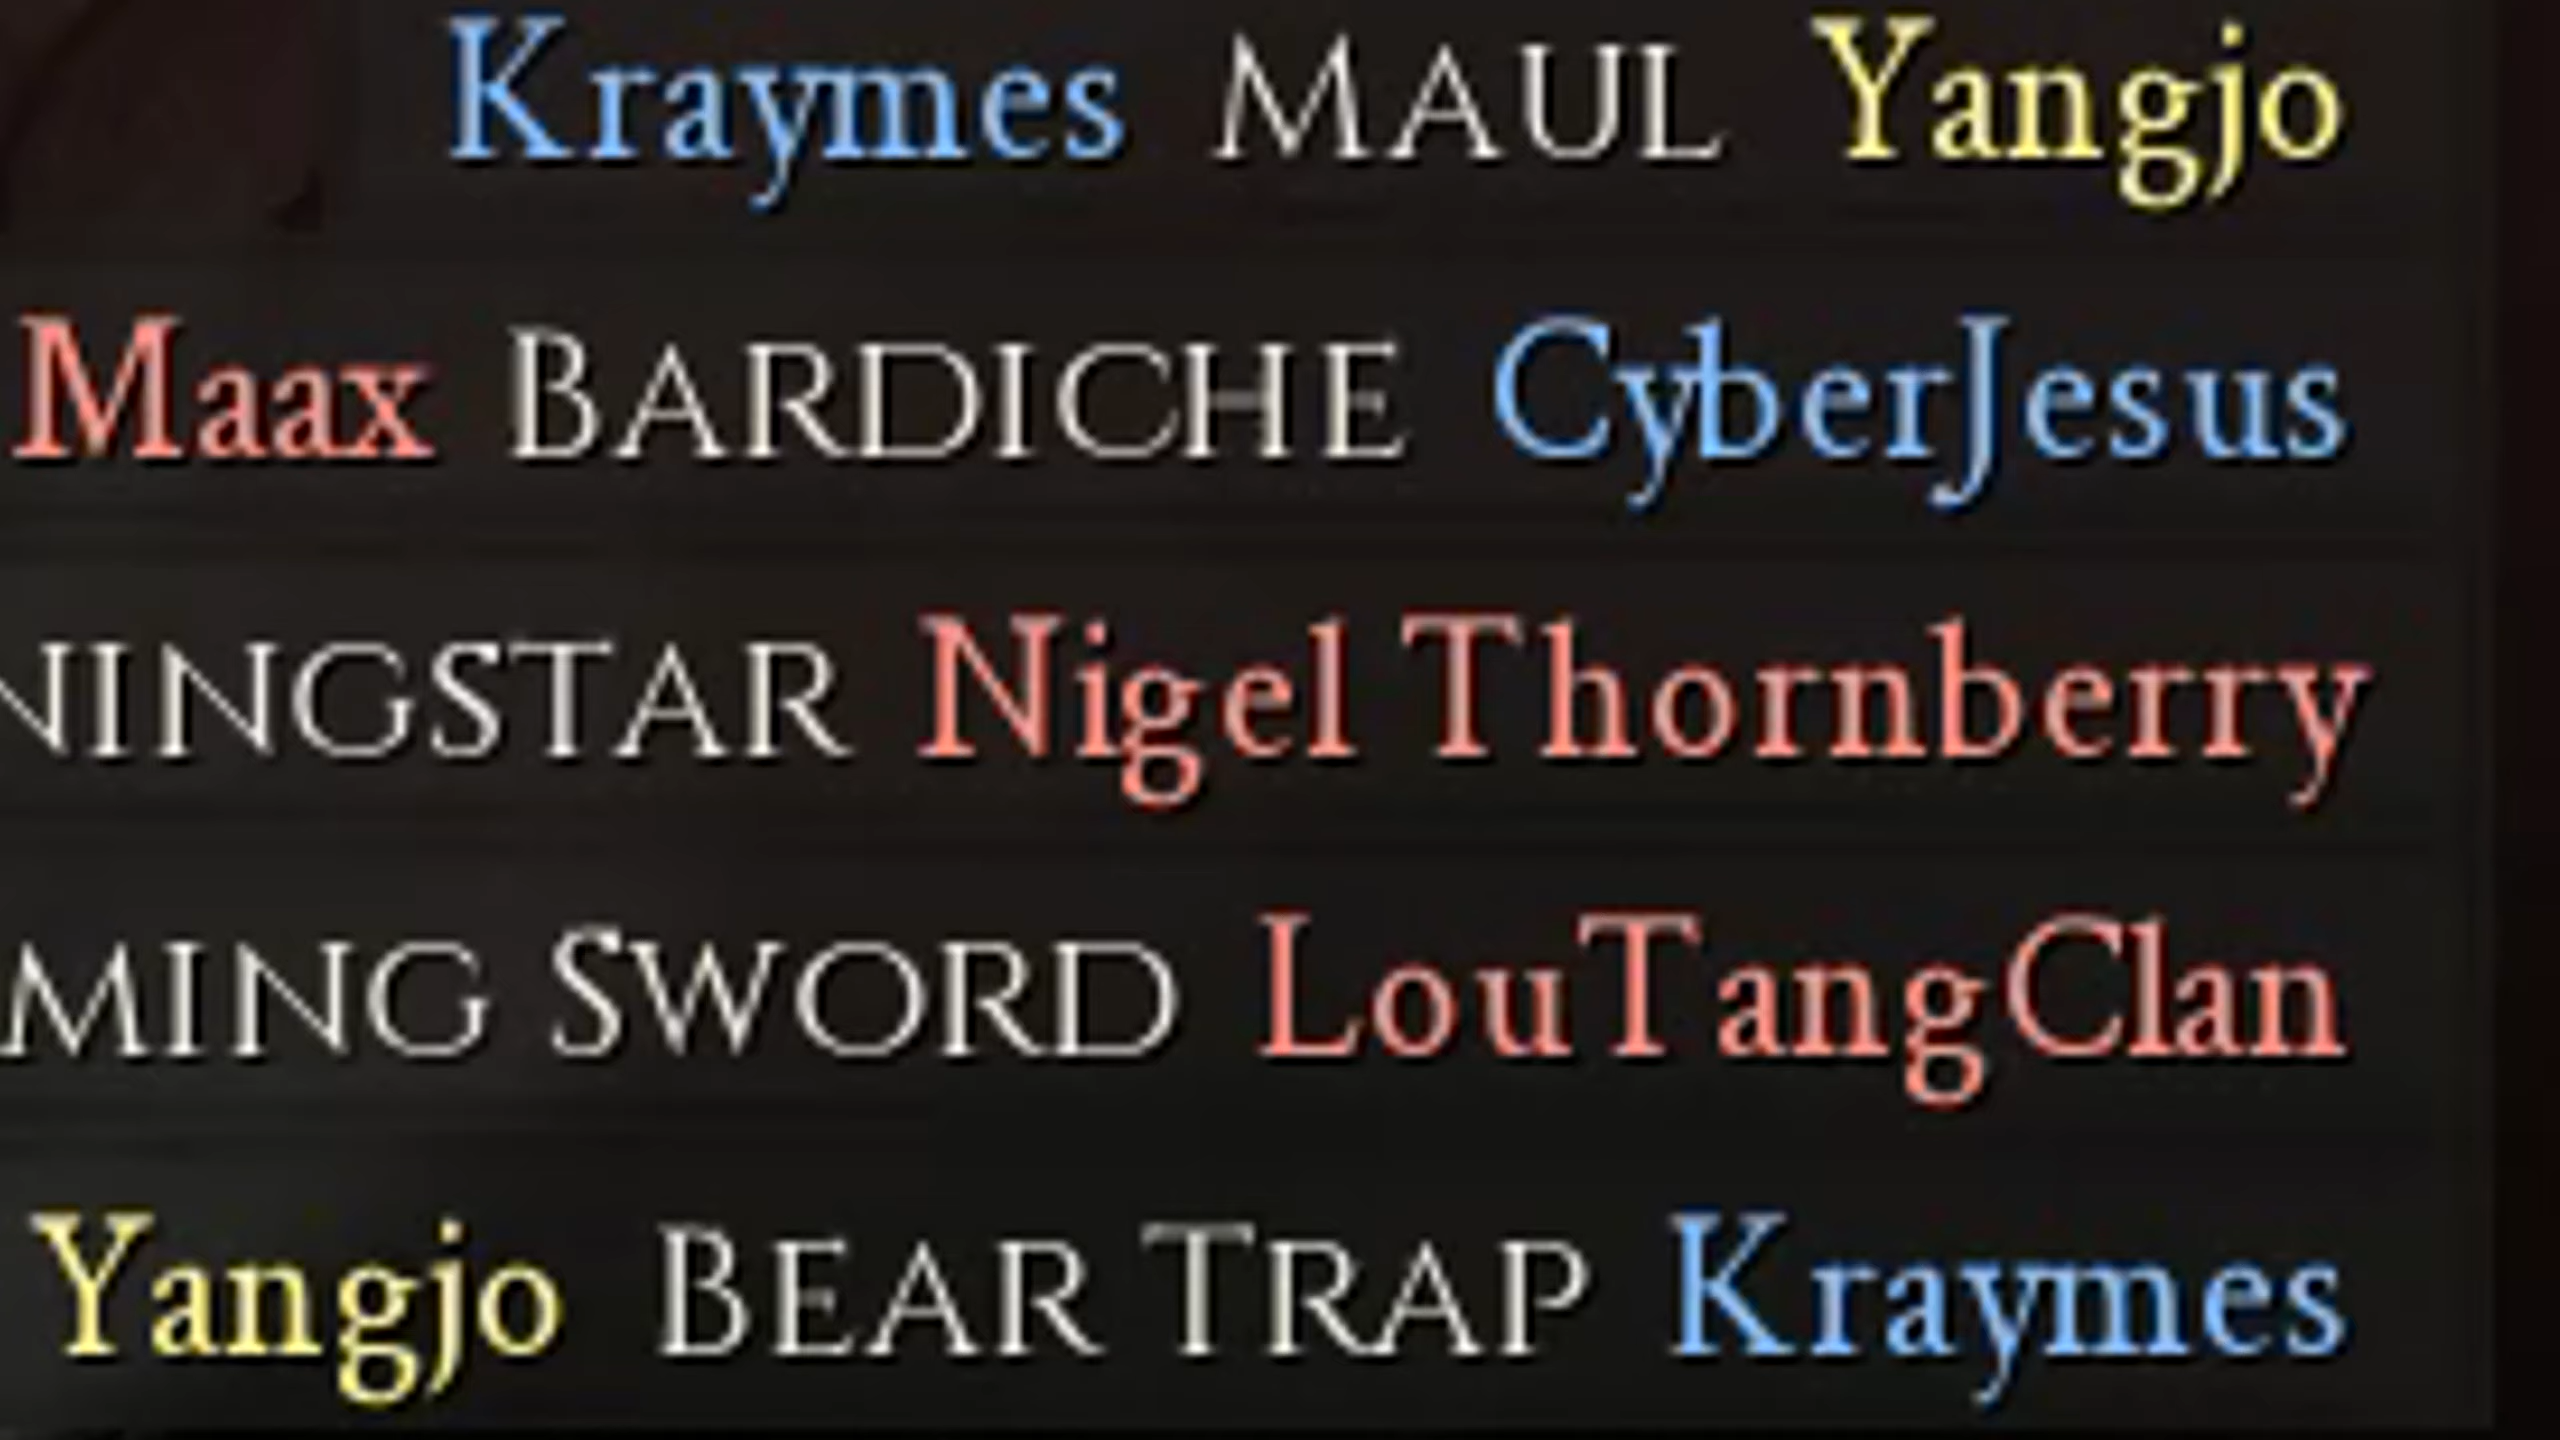 Kraymes MAUL Yangjo
Maax BARDICHE CyberJesus
NINGSTAR Nigel Thornberry
MING SWORD LouTangClan
Yangjo BEAR TRAP Kraymes